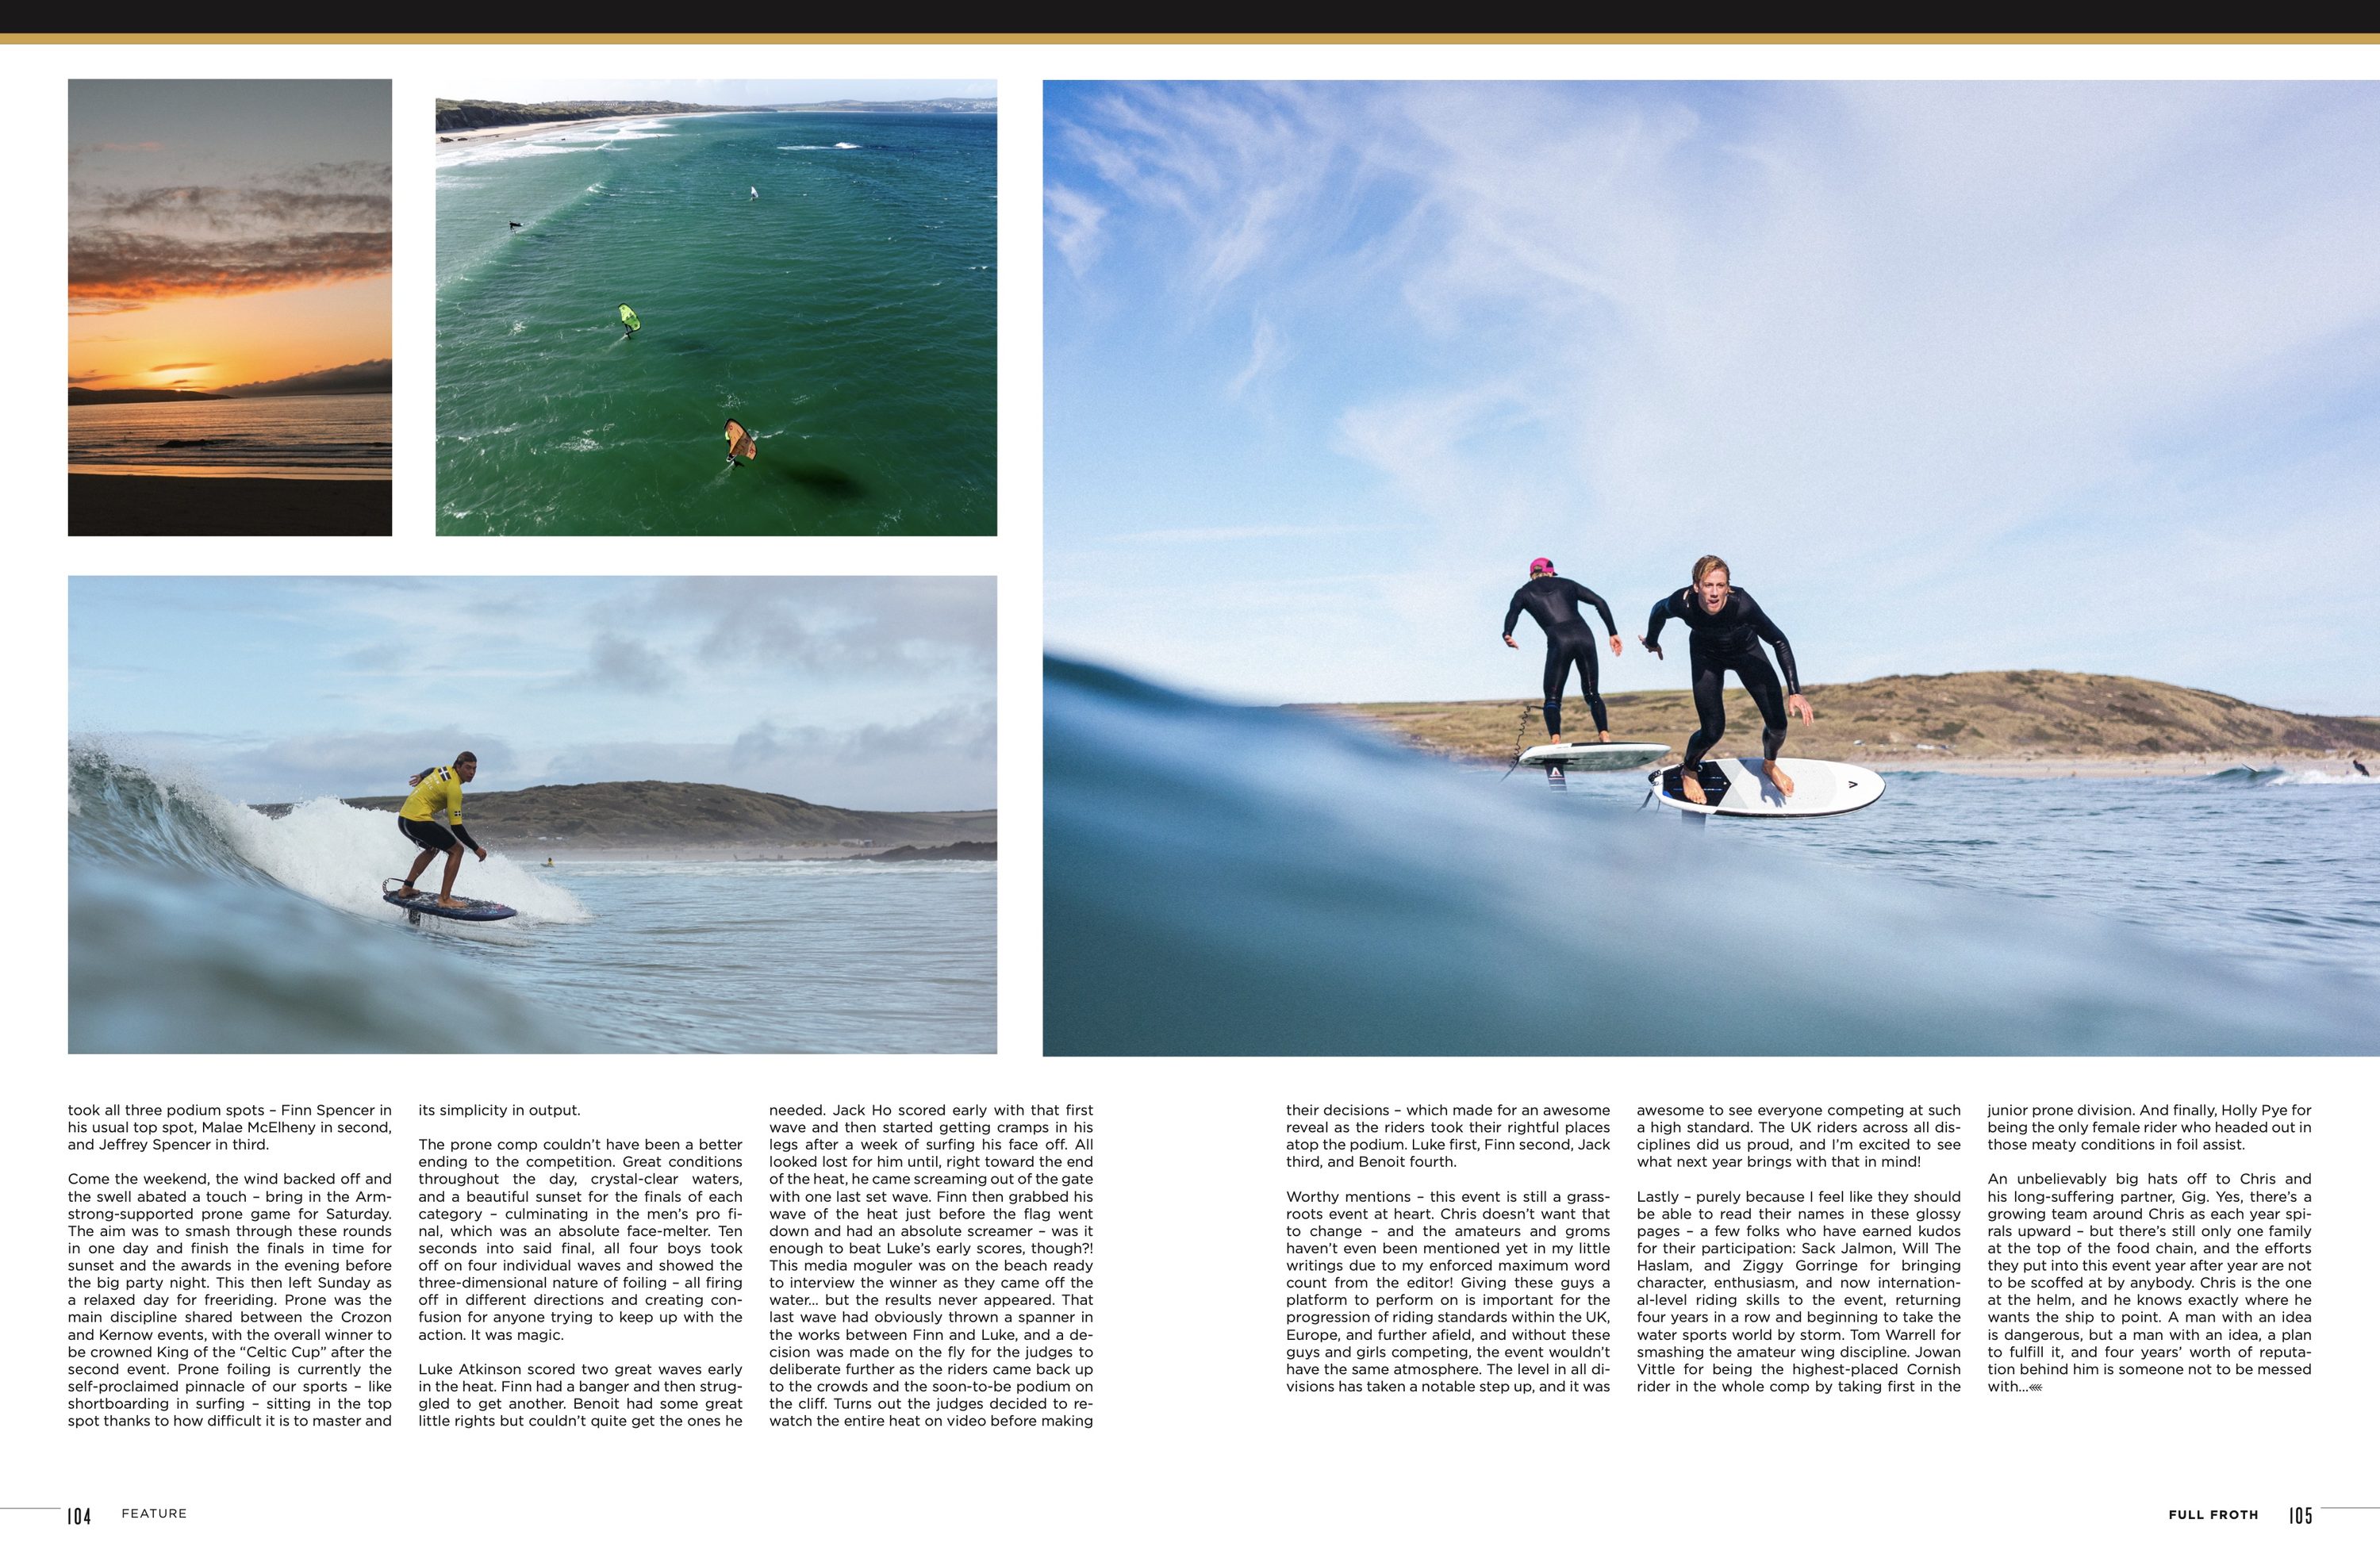 took all three podium spots – Finn Spencer in
his usual top spot, Malae McElheny in second,
and Jeffrey Spencer in third.
Come the weekend, the wind backed off and
the swell abated a touch – bring in the Arm-
strong-supported prone game for Saturday.
The aim was to smash through these rounds
in one day and finish the finals in time for
sunset and the awards in the evening before
the big party night. This then left Sunday as
a relaxed day for freeriding. Prone was the
main discipline shared between the Crozon
and Kernow events, with the overall winner to
be crowned King of the “Celtic Cup” after the
second event. Prone foiling is currently the
self-proclaimed pinnacle of our sports – like
shortboarding in surfing – sitting in the top
spot thanks to how difficult it is to master and
its simplicity in output.
The prone comp couldn’t have been a better
ending to the competition. Great conditions
throughout the day, crystal-clear waters,
and a beautiful sunset for the finals of each
category – culminating in the men’s pro fi-
nal, which was an absolute face-melter. Ten
seconds into said final, all four boys took
off on four individual waves and showed the
three-dimensional nature of foiling – all firing
off in different directions and creating con-
fusion for anyone trying to keep up with the
action. It was magic.
Luke Atkinson scored two great waves early
in the heat. Finn had a banger and then strug-
gled to get another. Benoit had some great
little rights but couldn’t quite get the ones he
needed. Jack Ho scored early with that first
wave and then started getting cramps in his
legs after a week of surfing his face off. All
looked lost for him until, right toward the end
of the heat, he came screaming out of the gate
with one last set wave. Finn then grabbed his
wave of the heat just before the flag went
down and had an absolute screamer – was it
enough to beat Luke’s early scores, though?!
This media moguler was on the beach ready
to interview the winner as they came off the
water... but the results never appeared. That
last wave had obviously thrown a spanner in
the works between Finn and Luke, and a de-
cision was made on the fly for the judges to
deliberate further as the riders came back up
to the crowds and the soon-to-be podium on
the cliff. Turns out the judges decided to re-
watch the entire heat on video before making
their decisions – which made for an awesome
reveal as the riders took their rightful places
atop the podium. Luke first, Finn second, Jack
third, and Benoit fourth.
Worthy mentions – this event is still a grass-
roots event at heart. Chris doesn’t want that
to change – and the amateurs and groms
haven’t even been mentioned yet in my little
writings due to my enforced maximum word
count from the editor! Giving these guys a
platform to perform on is important for the
progression of riding standards within the UK,
Europe, and further afield, and without these
guys and girls competing, the event wouldn’t
have the same atmosphere. The level in all di-
visions has taken a notable step up, and it was
awesome to see everyone competing at such
a high standard. The UK riders across all dis-
ciplines did us proud, and I’m excited to see
what next year brings with that in mind!
Lastly – purely because I feel like they should
be able to read their names in these glossy
pages – a few folks who have earned kudos
for their participation: Sack Jalmon, Will The
Haslam, and Ziggy Gorringe for bringing
character, enthusiasm, and now internation-
al-level riding skills to the event, returning
four years in a row and beginning to take the
water sports world by storm. Tom Warrell for
smashing the amateur wing discipline. Jowan
Vittle for being the highest-placed Cornish
rider in the whole comp by taking first in the
junior prone division. And finally, Holly Pye for
being the only female rider who headed out in
those meaty conditions in foil assist.
An unbelievably big hats off to Chris and
his long-suffering partner, Gig. Yes, there’s a
growing team around Chris as each year spi-
rals upward – but there’s still only one family
at the top of the food chain, and the efforts
they put into this event year after year are not
to be scoffed at by anybody. Chris is the one
at the helm, and he knows exactly where he
wants the ship to point. A man with an idea
is dangerous, but a man with an idea, a plan
to fulfill it, and four years’ worth of reputa-
tion behind him is someone not to be messed
with...
104 FEATURE
FULL FROTH 105